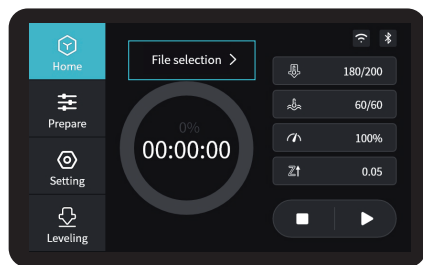 Home
File selection >
180/200
Prepare
60/60
0%
00:00:00
100%
Setting
Z↑ 0.05
Leveling